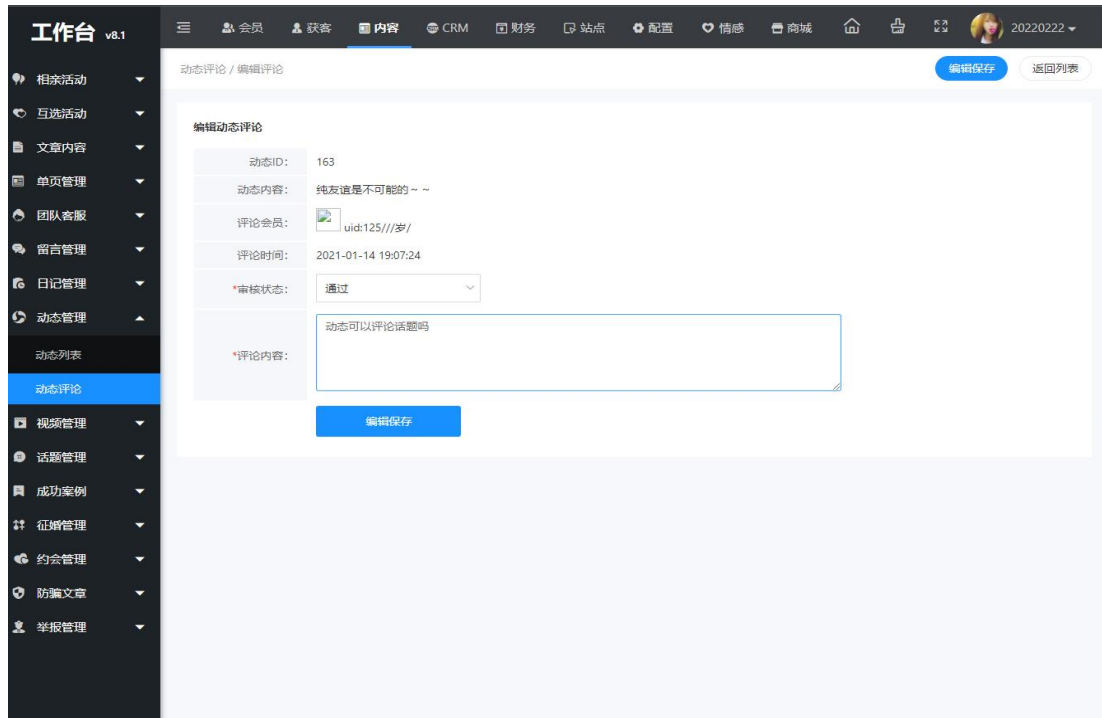 工作台 v8.1
会员 获客 内容 CRM 财务 站点 配置 情感 商城 20220222
动态评论 / 编辑评论 编辑保存 返回列表
相亲活动
互选活动
文章内容
单页管理
团队客服
留言管理
日记管理
动态管理
动态列表
动态评论
视频管理
话题管理
成功案例
征婚管理
约会管理
防骗文章
举报管理
编辑动态评论
动态ID： 163
动态内容： 纯友谊是不可能的~~
评论会员： uid:125///岁/
评论时间： 2021-01-14 19:07:24
*审核状态： 通过
*评论内容： 动态可以评论话题吗
编辑保存